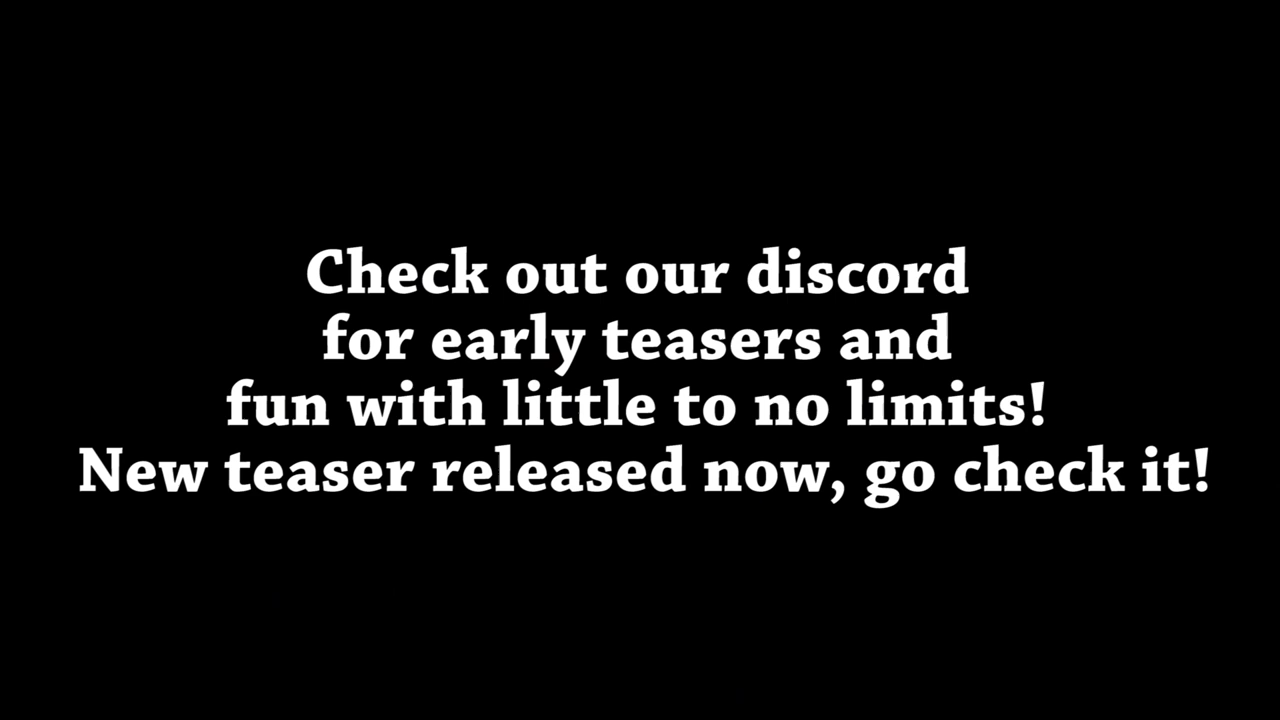 Check out our discord
for early teasers and
fun with little to no limits!
New teaser released now, go check it!